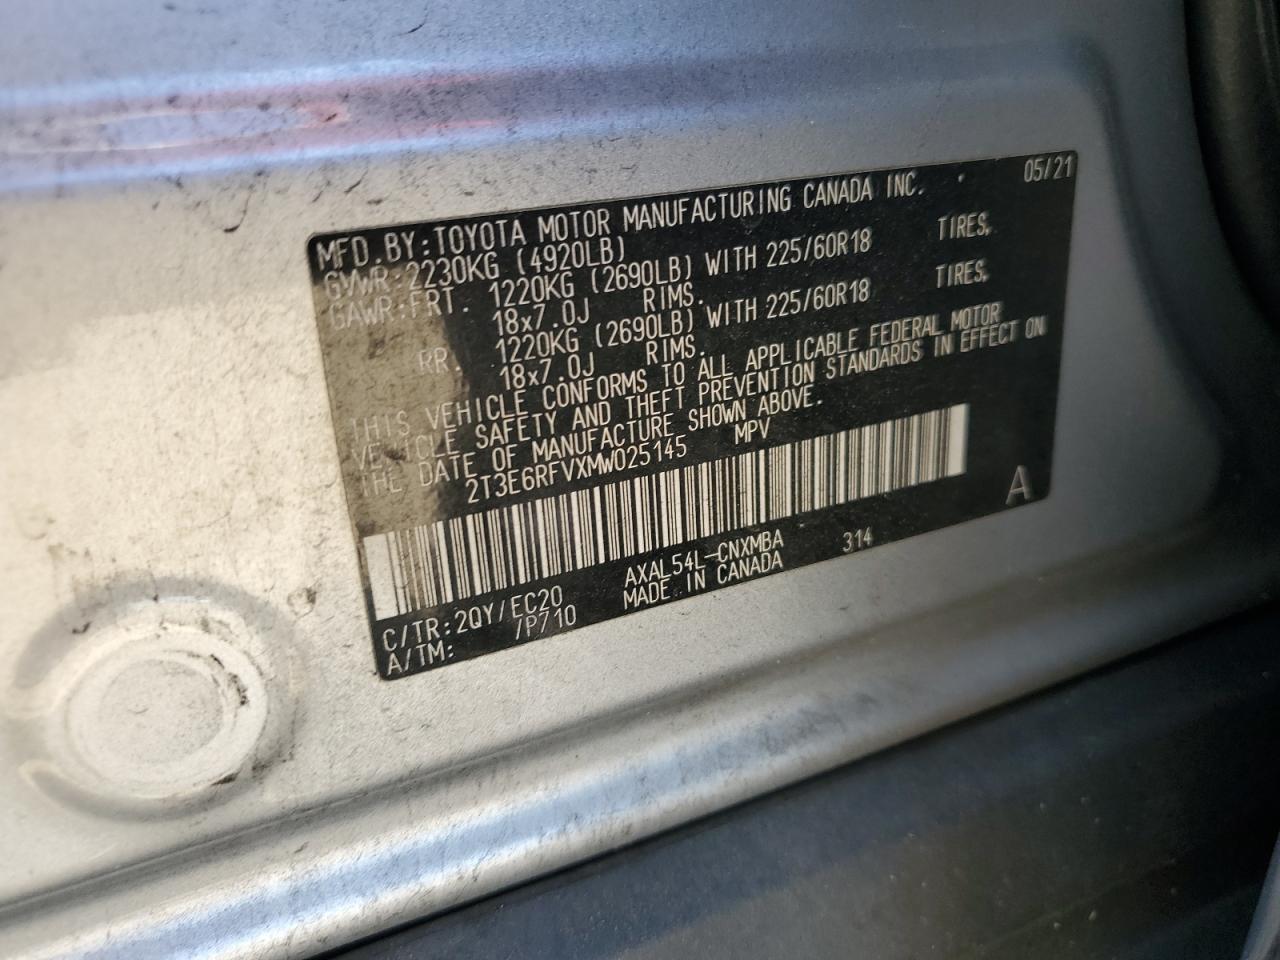 MFD. BY: TOYOTA MOTOR MANUFACTURING CANADA INC. 05/21
GVWR: 2230KG (4920LB)
GAWR: FRT. 1220KG (2690LB) WITH 225/60R18 TIRES,
18x7.0J RIMS.
RR. 1220KG (2690LB) WITH 225/60R18 TIRES,
18x7.0J RIMS.
THIS VEHICLE CONFORMS TO ALL APPLICABLE FEDERAL MOTOR
VEHICLE SAFETY AND THEFT PREVENTION STANDARDS IN EFFECT ON
THE DATE OF MANUFACTURE SHOWN ABOVE.
2T3E6RFVXMW025145 MPV
A
C/TR: 2QY/EC20 AXAL54L-CNXMBA 314
A/TM: /P710 MADE IN CANADA